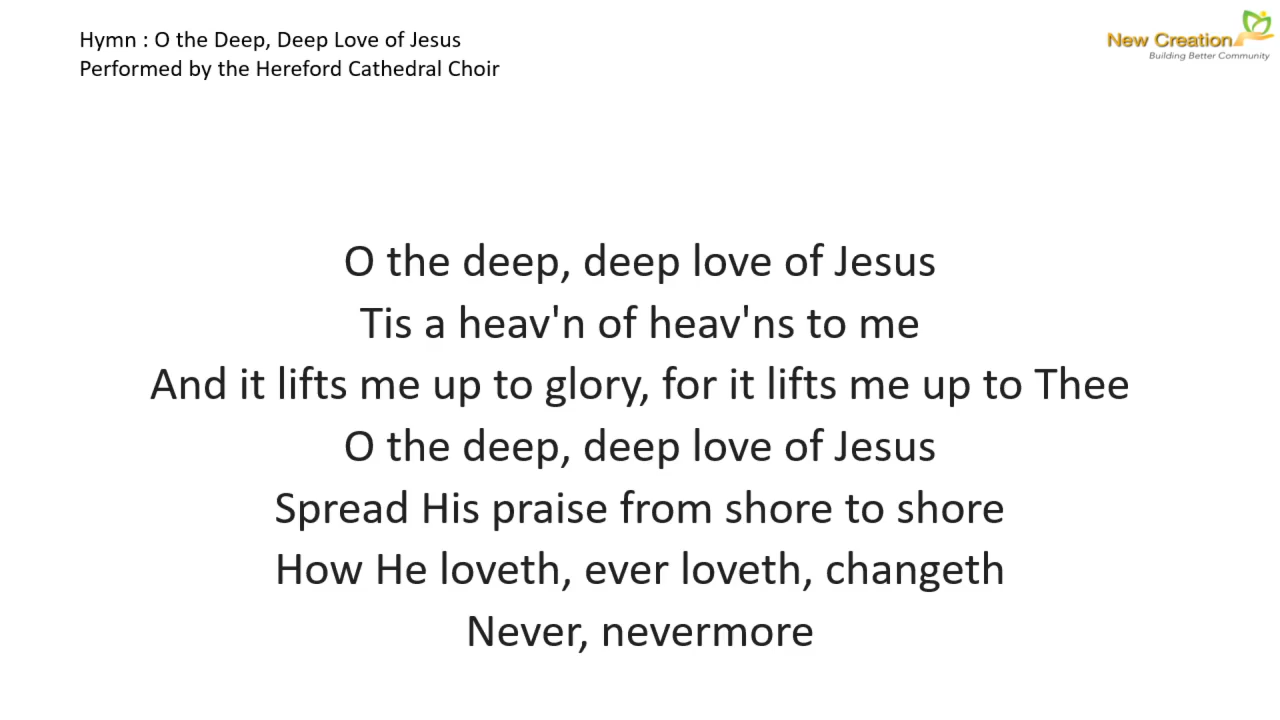 Hymn : O the Deep, Deep Love of Jesus
Performed by the Hereford Cathedral Choir
New Creation
Building Better Community
O the deep, deep love of Jesus
Tis a heav'n of heav'ns to me
And it lifts me up to glory, for it lifts me up to Thee
O the deep, deep love of Jesus
Spread His praise from shore to shore
How He loveth, ever loveth, changeth
Never, nevermore